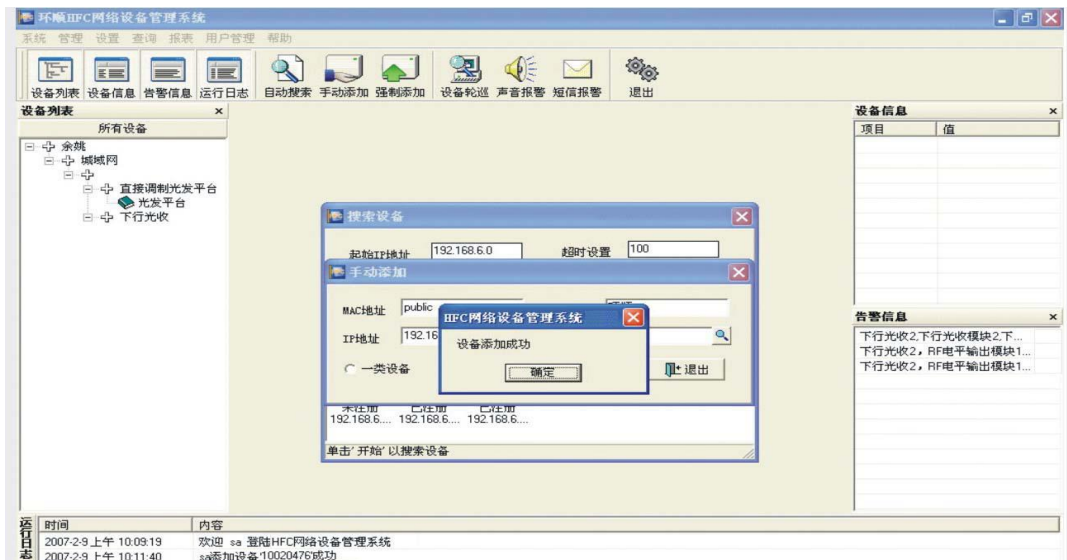 环顺HFC网络设备管理系统
系统 管理 设置 查询 报表 用户管理 帮助
设备列表 设备信息 告警信息 运行日志 自动搜索 手动添加 强制添加 设备轮巡 声音报警 短信报警 退出
设备列表
所有设备
余姚
城域网
直接调制光发平台
光发平台
下行光收
搜索设备
起始IP地址 192.168.6.0 超时设置 100
手动添加
MAC地址 public
IP地址 192.16
一类设备 退出
HFC网络设备管理系统
设备添加成功
确定
未注册 已注册 已注册
192.168.6.... 192.168.6.... 192.168.6....
单击'开始'以搜索设备
设备信息
项目 值
告警信息
下行光收2,下行光收模块2,下...
下行光收2，RF电平输出模块1...
下行光收2，RF电平输出模块1...
运行日志
时间 内容
2007-2-9 上午 10:09:19 欢迎 sa 登陆HFC网络设备管理系统
2007-2-9 上午 10:11:40 sa添加设备'10020476'成功